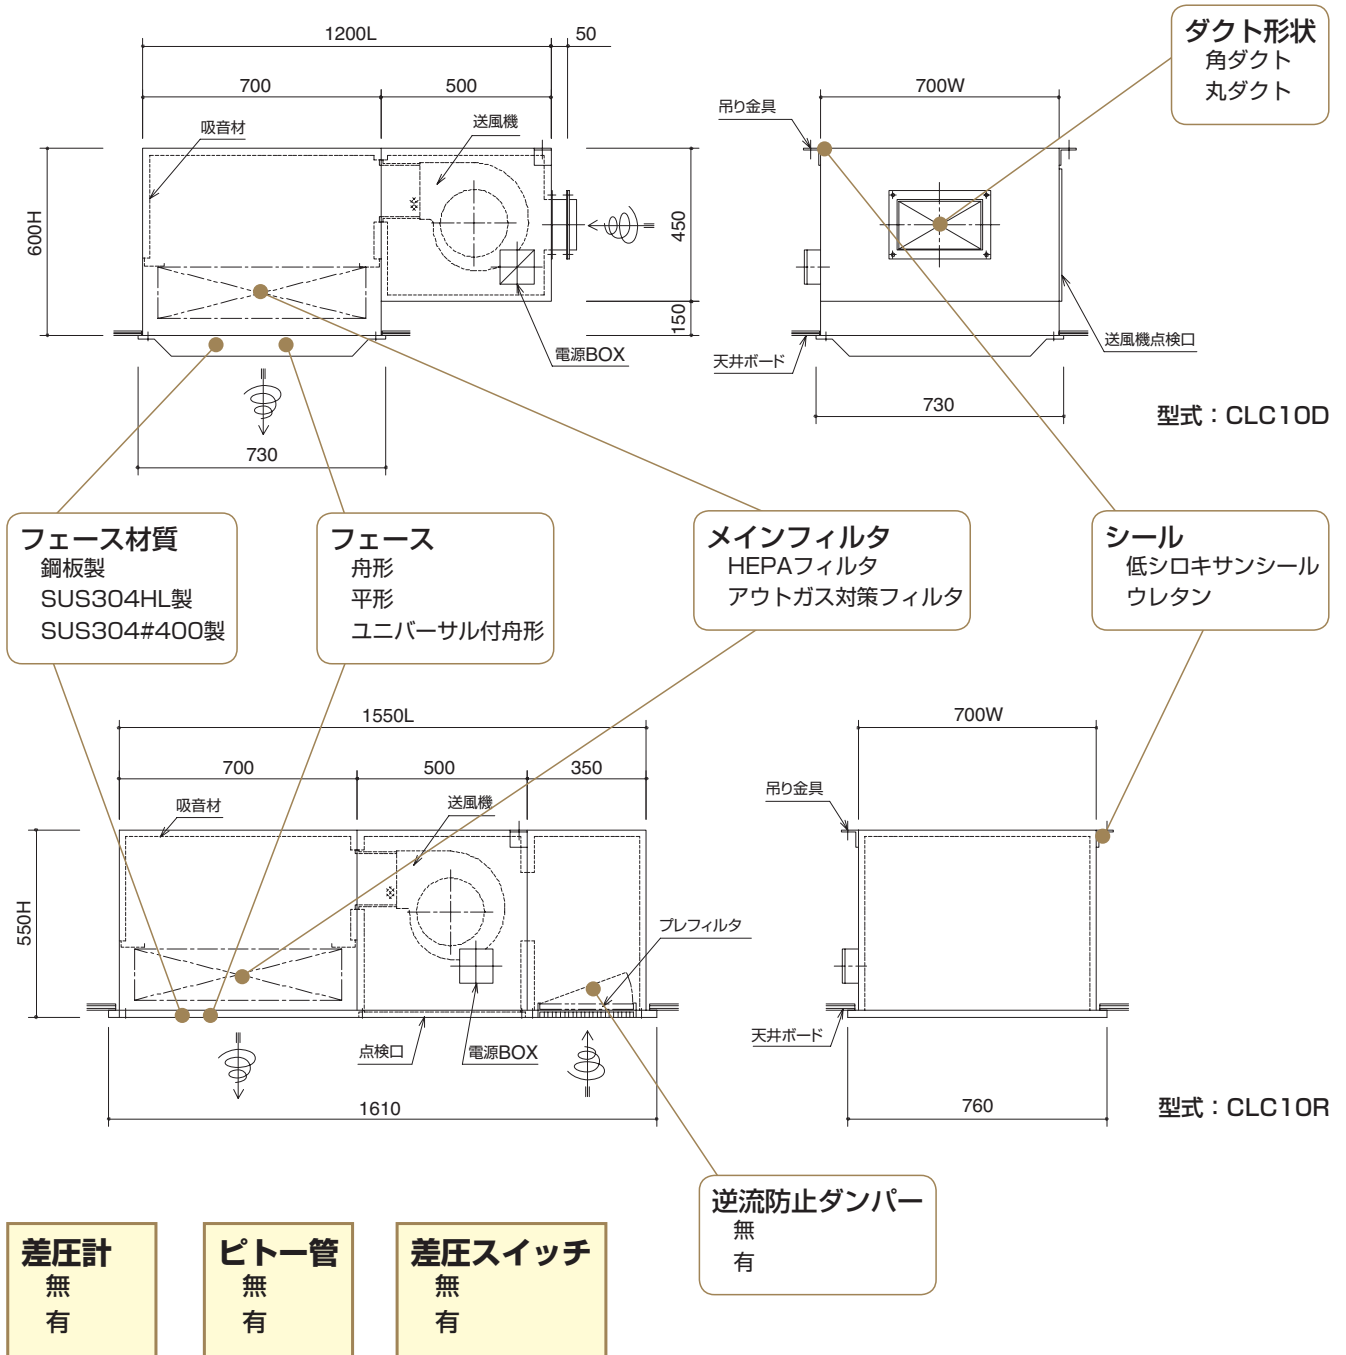 1200L
50
700
500
吸音材
送風機
600H
450
150
電源BOX
730
700W
吊り金具
天井ボード
送風機点検口
730
型式：CLC10D
ダクト形状
角ダクト
丸ダクト
フェース材質
鋼板製
SUS304HL製
SUS304#400製
フェース
舟形
平形
ユニバーサル付舟形
メインフィルタ
HEPAフィルタ
アウトガス対策フィルタ
シール
低シロキサンシール
ウレタン
1550L
700
500
350
吸音材
送風機
550H
プレフィルタ
点検口
電源BOX
1610
700W
吊り金具
天井ボード
760
型式：CLC10R
逆流防止ダンパー
無
有
差圧計
無
有
ピトー管
無
有
差圧スイッチ
無
有